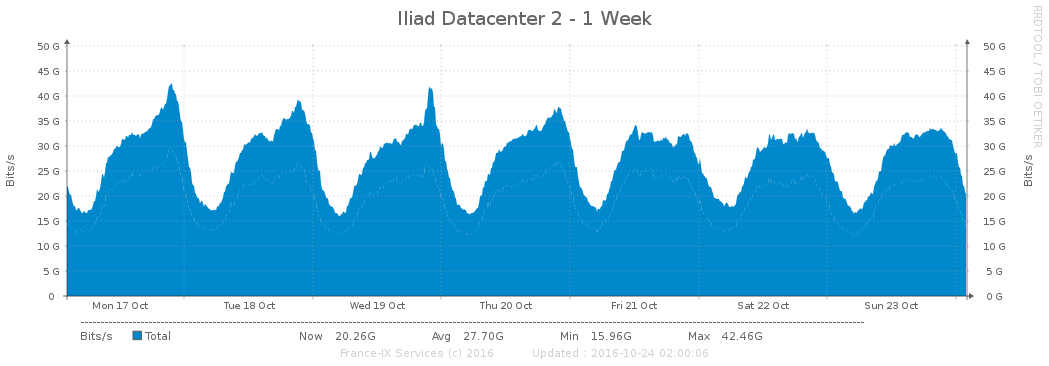 Iliad Datacenter 2 - 1 Week
RRDTOOL / TOBI OETIKER
Bits/s
50 G 50 G
45 G 45 G
40 G 40 G
35 G 35 G
30 G 30 G
25 G 25 G
20 G 20 G
15 G 15 G
10 G 10 G
5 G 5 G
0 0 G
Bits/s
Mon 17 Oct Tue 18 Oct Wed 19 Oct Thu 20 Oct Fri 21 Oct Sat 22 Oct Sun 23 Oct
Bits/s Total Now 20.26G Avg 27.70G Min 15.96G Max 42.46G
France-IX Services (c) 2016 Updated : 2016-10-24 02:00:06